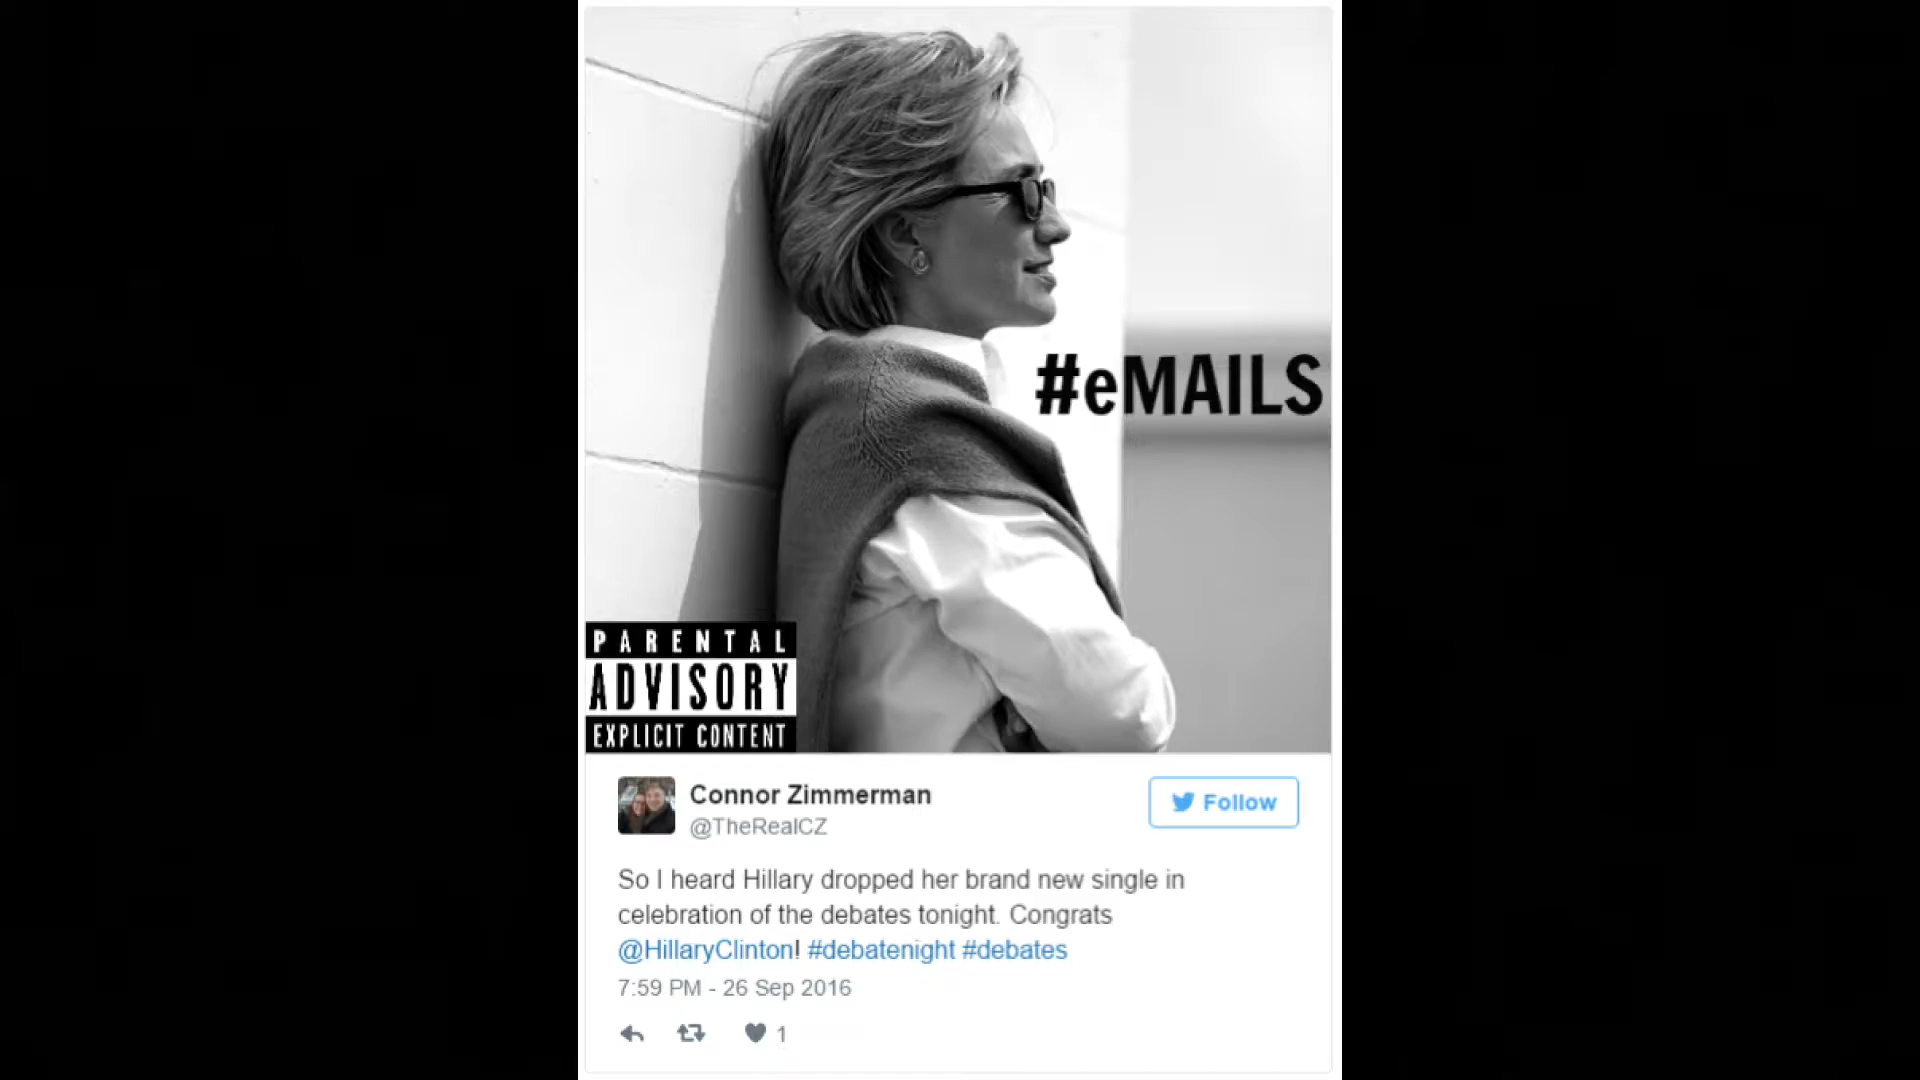 #eMAILS
PARENTAL
ADVISORY
EXPLICIT CONTENT
Connor Zimmerman
@TheRealCZ
Follow
So I heard Hillary dropped her brand new single in
celebration of the debates tonight. Congrats
@HillaryClinton! #debatenight #debates
7:59 PM - 26 Sep 2016
1